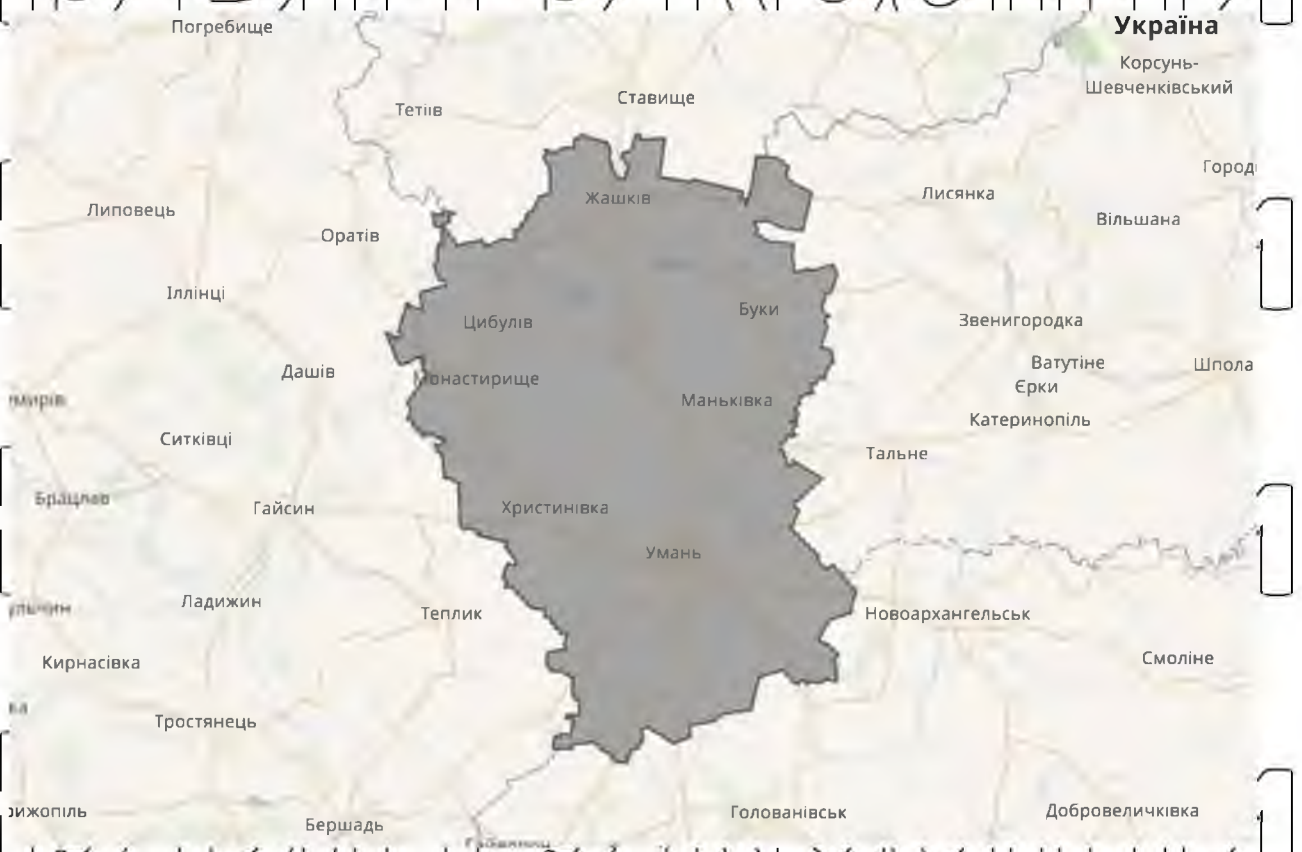 Погребище
Україна
Корсунь-
Шевченківський
Тетіїв
Ставище
Жашків
Лисянка
Липовець
Вільшана
Оратів
Іллінці
Цибулів
Буки
Звенигородка
Дашів
Монастирище
Ватутіне
Шпола
Єрки
Маньківка
Катеринопіль
Ситківці
Тальне
Брацлав
Гайсин
Христинівка
Умань
Ладижин
Теплик
Новоархангельськ
Кирнасівка
Смоліне
Тростянець
Голованівськ
Добровеличківка
Бершадь